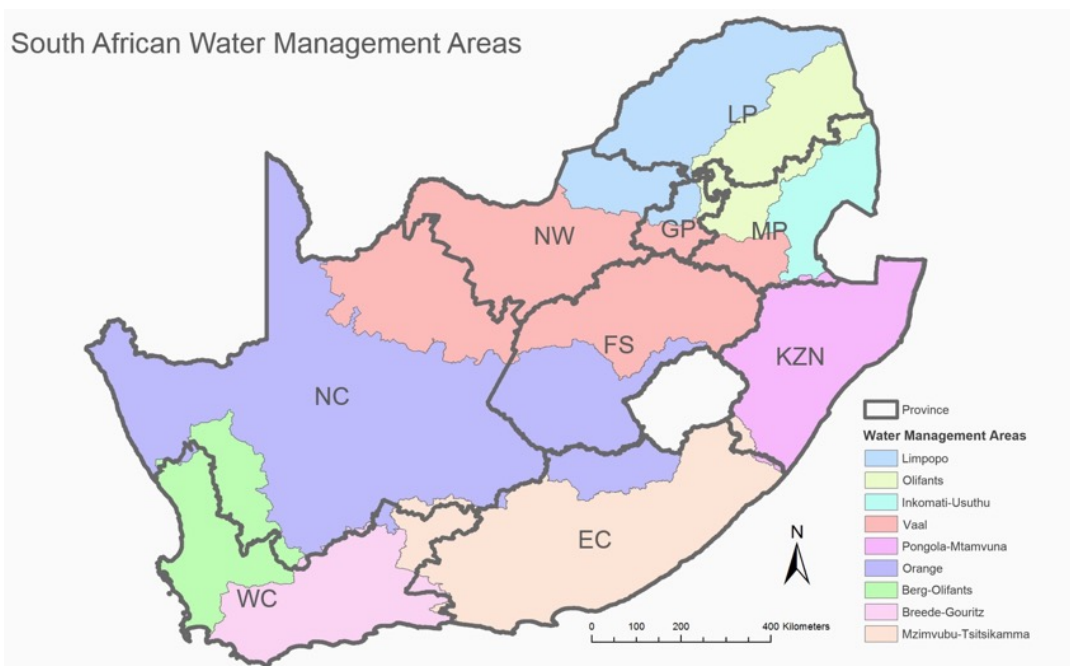 South African Water Management Areas
LP
NW
GP
MP
FS
KZN
NC
EC
WC
Province
Water Management Areas
Limpopo
Olifants
Inkomati-Usuthu
Vaal
Pongola-Mtamvuna
Orange
Berg-Olifants
Breede-Gouritz
Mzimvubu-Tsitsikamma
N
0 100 200 400 Kilometers